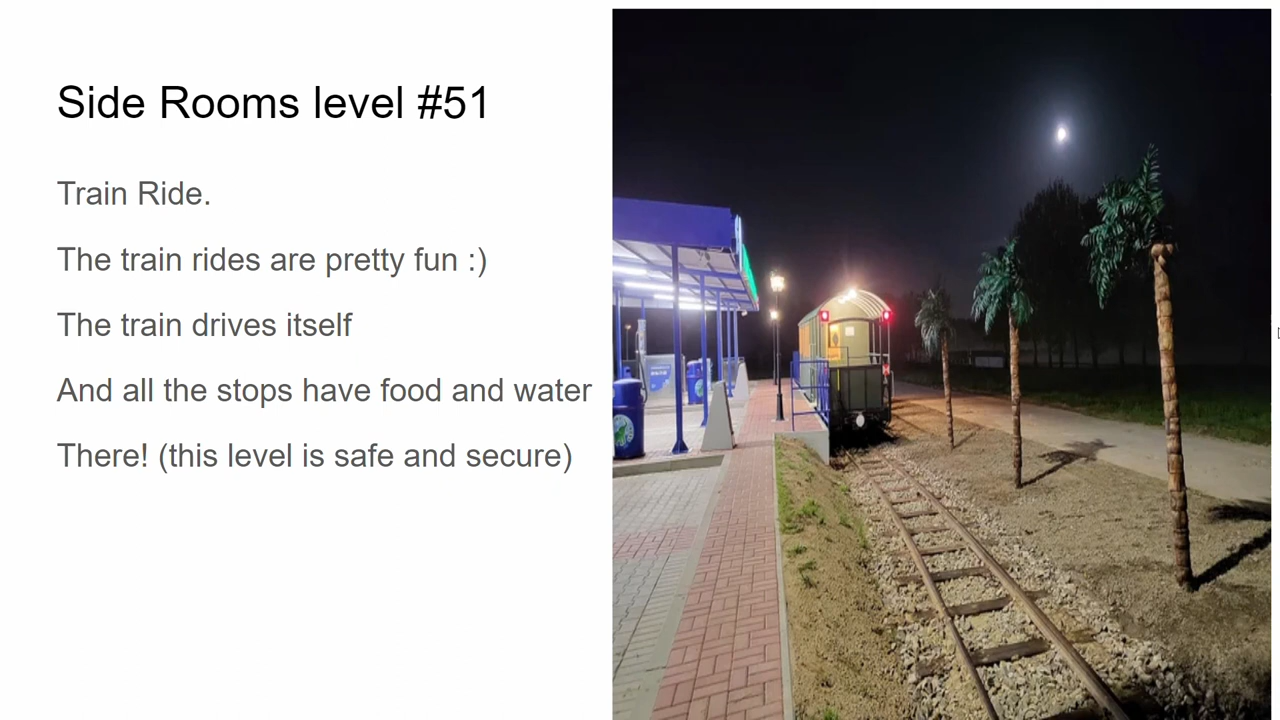 Side Rooms level #51
Train Ride.
The train rides are pretty fun :)
The train drives itself
And all the stops have food and water
There! (this level is safe and secure)